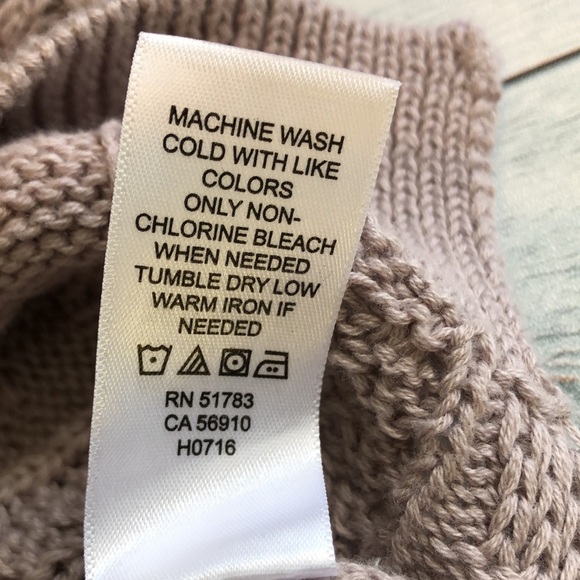 MACHINE WASH
COLD WITH LIKE
COLORS
ONLY NON-
CHLORINE BLEACH
WHEN NEEDED
TUMBLE DRY LOW
WARM IRON IF
NEEDED
RN 51783
CA 56910
H0716